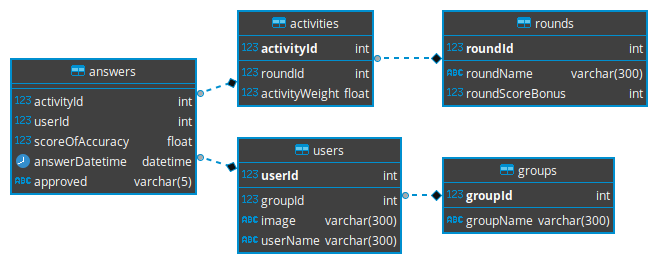 activities
123 activityId int
123 roundId int
123 activityWeight float
rounds
123 roundId int
ABC roundName varchar(300)
123 roundScoreBonus int
answers
123 activityId int
123 userId int
123 scoreOfAccuracy float
answerDatetime datetime
ABC approved varchar(5)
users
123 userId int
123 groupId int
ABC image varchar(300)
ABC userName varchar(300)
groups
123 groupId int
ABC groupName varchar(300)